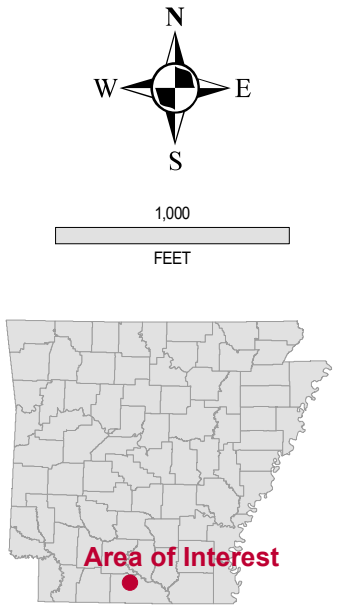 N
W E
S
1,000
FEET
Area of Interest